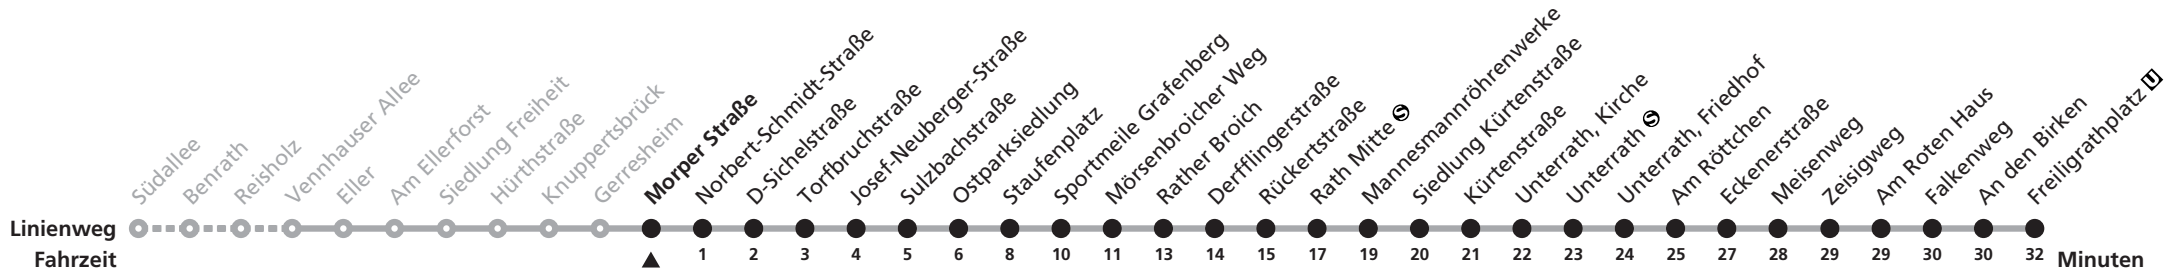 Südallee
Benrath
Reisholz
Vennhauser Allee
Eller
Am Ellerforst
Siedlung Freiheit
Hürthstraße
Knuppertsbrück
Gerresheim
Morper Straße
Norbert-Schmidt-Straße
D-Sichelstraße
Torfbruchstraße
Josef-Neuberger-Straße
Sulzbachstraße
Ostparksiedlung
Staufenplatz
Sportmeile Grafenberg
Mörsenbroicher Weg
Rather Broich
Derfflingerstraße
Rückertstraße
Rath Mitte S
Mannesmannröhrenwerke
Siedlung Kürtenstraße
Kürtenstraße
Unterrath, Kirche
Unterrath S
Unterrath, Friedhof
Am Röttchen
Eckenerstraße
Meisenweg
Zeisigweg
Am Roten Haus
Falkenweg
An den Birken
Freiligrathplatz U
Linienweg
Fahrzeit 1 2 3 4 5 6 8 10 11 13 14 15 17 19 20 21 22 23 24 25 27 28 29 29 30 30 32 Minuten